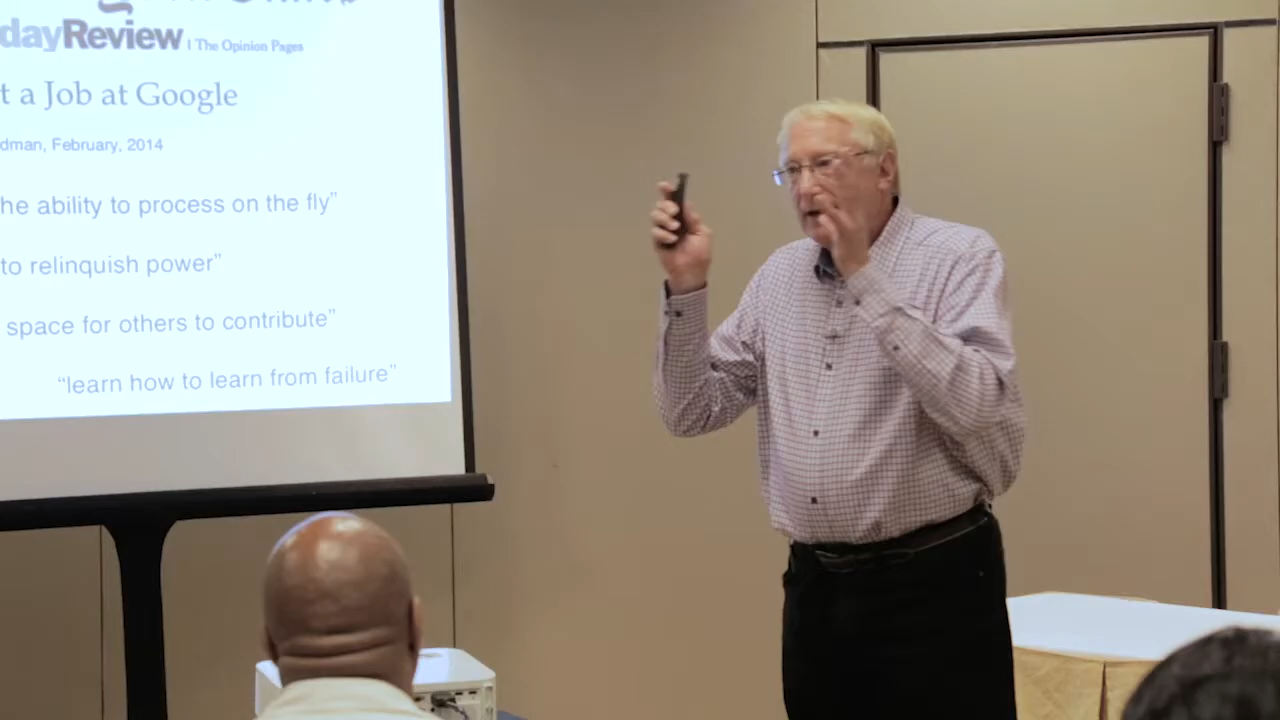 dayReview | The Opinion Pages
t a Job at Google
dman, February, 2014
he ability to process on the fly”
to relinquish power”
space for others to contribute”
“learn how to learn from failure”